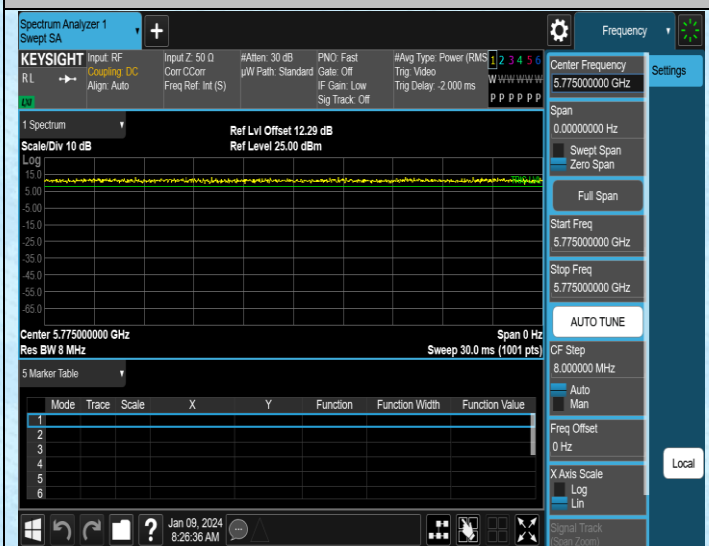 Spectrum Analyzer 1
Swept SA
+
Frequency
KEYSIGHT
RL
LXI
Input: RF
Coupling: DC
Align: Auto
Input Z: 50 Ω
Corr CCorr
Freq Ref: Int (S)
#Atten: 30 dB
µW Path: Standard
PNO: Fast
Gate: Off
IF Gain: Low
Sig Track: Off
#Avg Type: Power (RMS
Trig: Video
Trig Delay: -2.000 ms
1 2 3 4 5 6
W W W W W W
P P P P P P
1 Spectrum
Scale/Div 10 dB
Ref Lvl Offset 12.29 dB
Ref Level 25.00 dBm
Log
15.0
5.00
-5.00
-15.0
-25.0
-35.0
-45.0
-55.0
-65.0
Center 5.775000000 GHz
Span 0 Hz
Res BW 8 MHz
Sweep 30.0 ms (1001 pts)
5 Marker Table
Mode Trace Scale X Y Function Function Width Function Value
1
2
3
4
5
6
Center Frequency
5.775000000 GHz
Settings
Span
0.00000000 Hz
Swept Span
Zero Span
Full Span
Start Freq
5.775000000 GHz
Stop Freq
5.775000000 GHz
AUTO TUNE
CF Step
8.000000 MHz
Auto
Man
Freq Offset
0 Hz
Local
X Axis Scale
Log
Lin
Signal Track
(Span Zoom)
?
Jan 09, 2024
8:26:36 AM